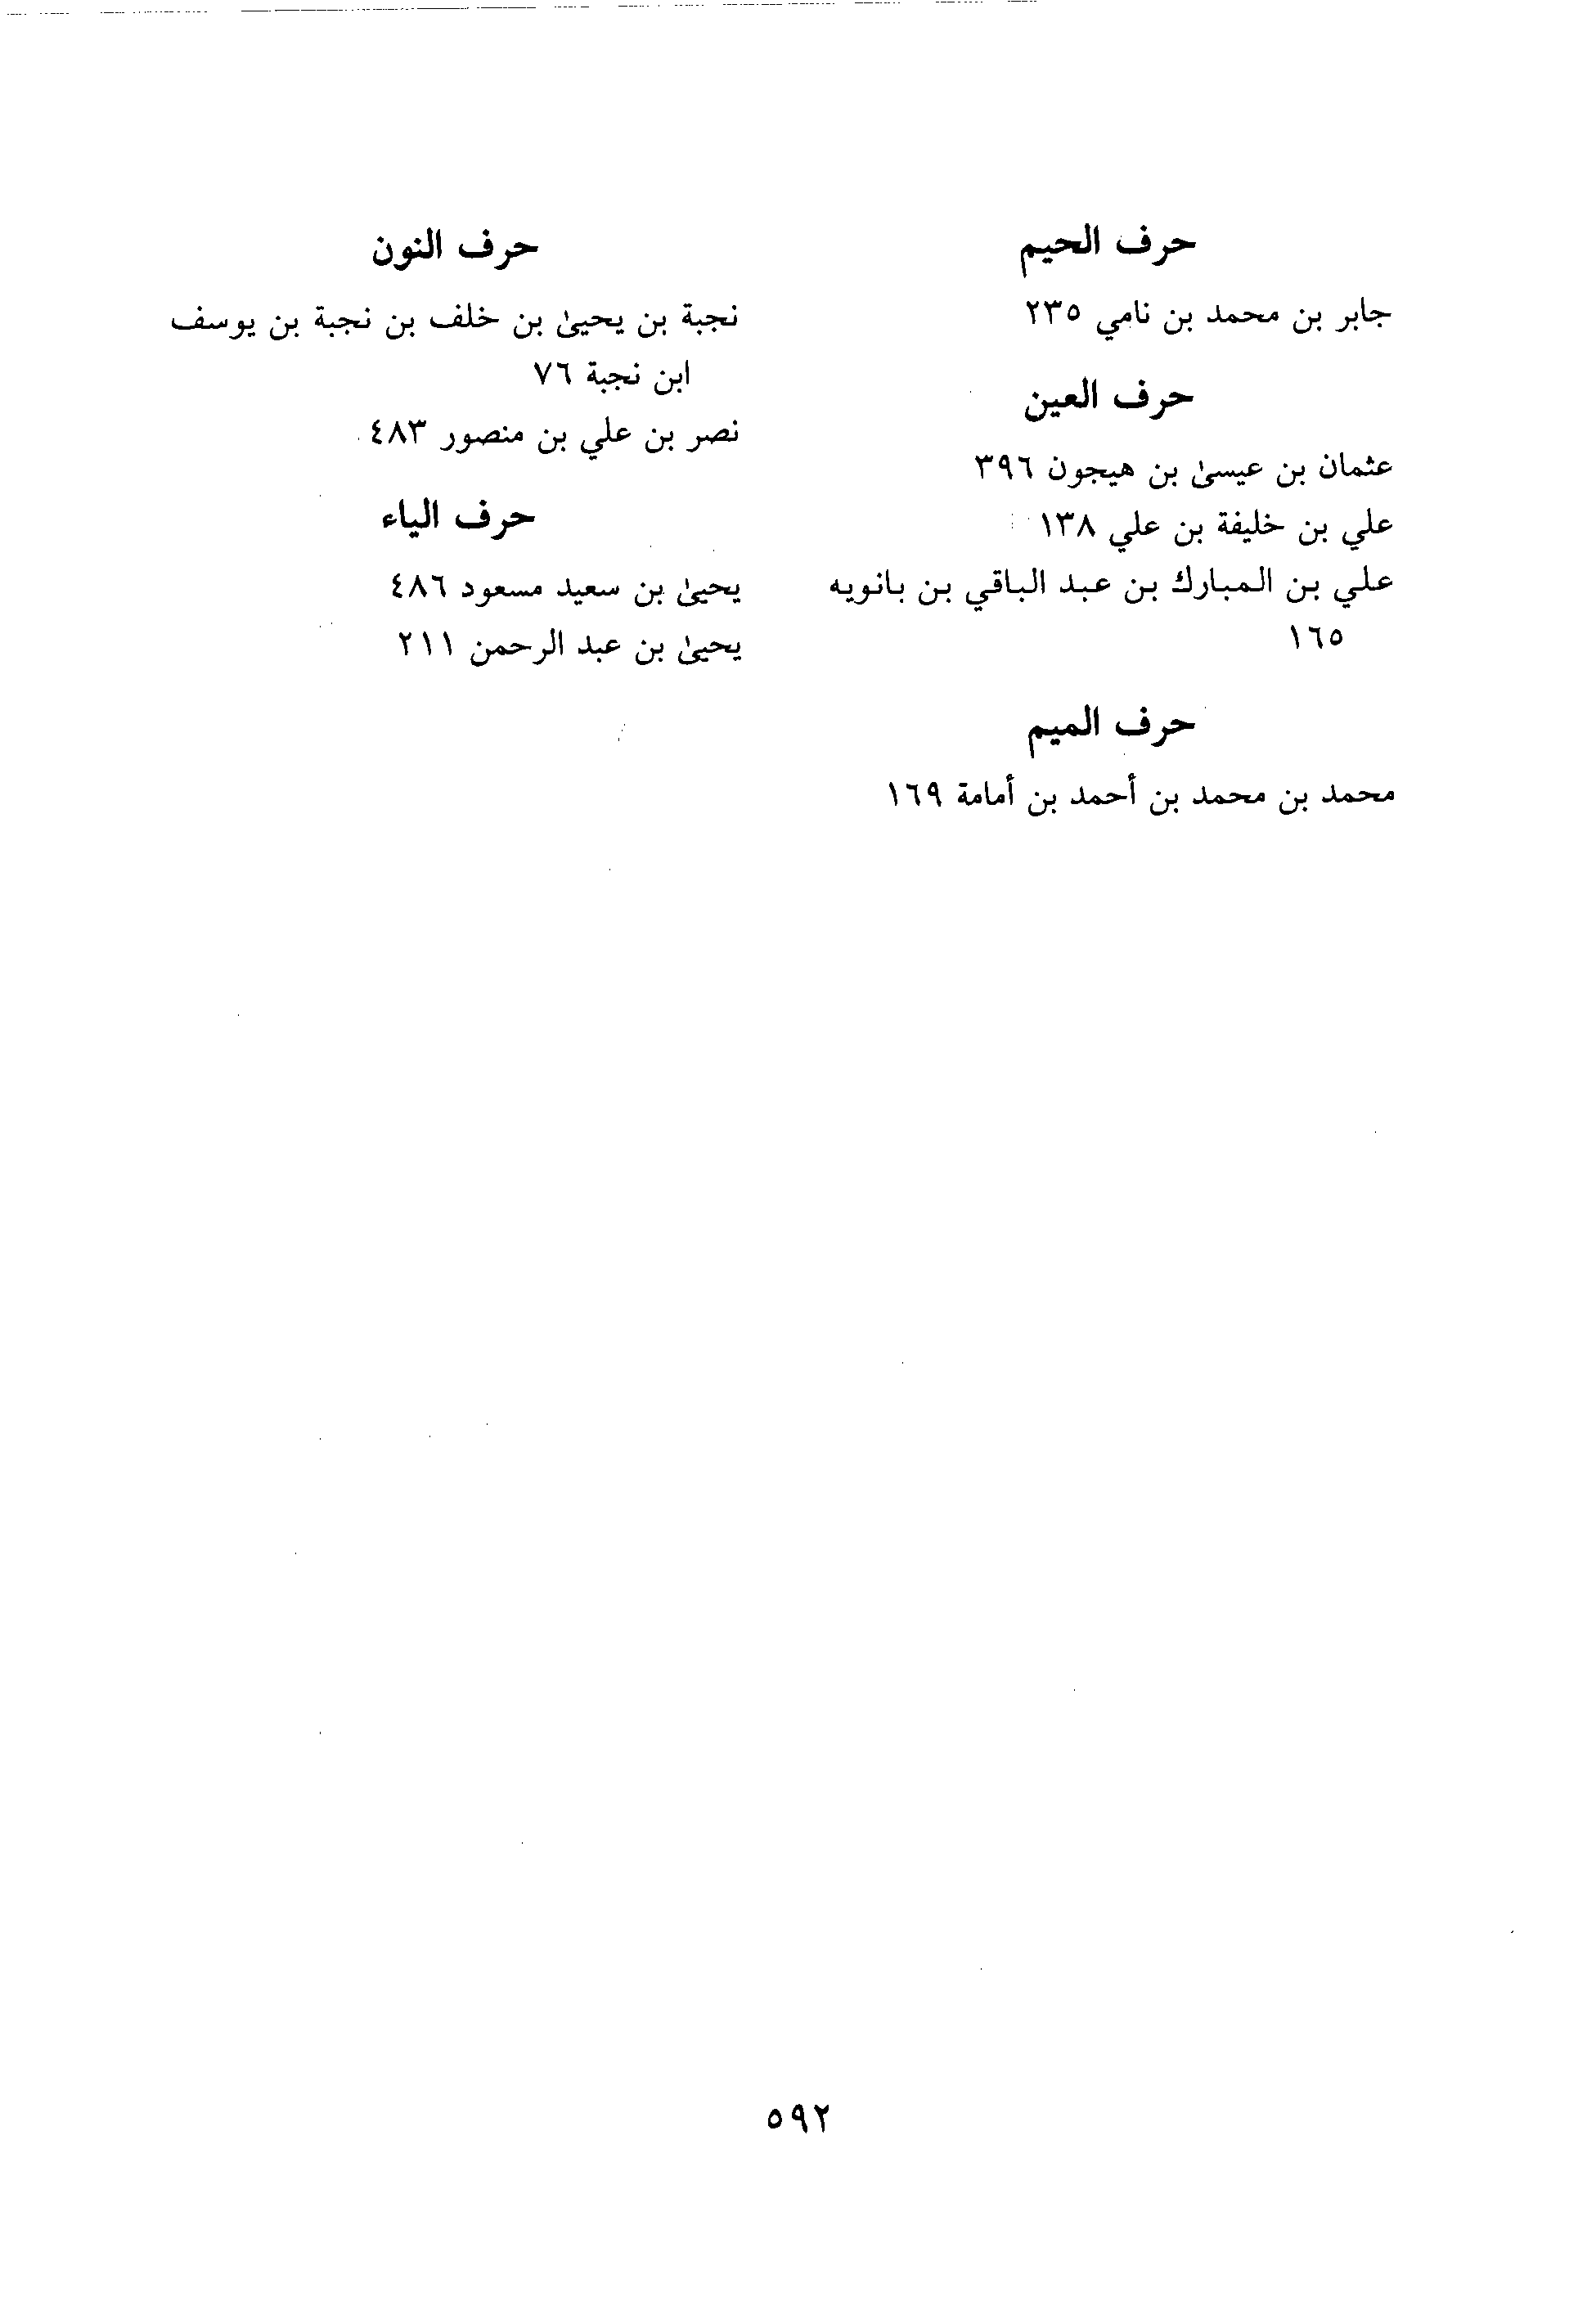 حرف الحيم
جابر بن محمد بن نامي ٢٣٥
حرف العين
عثمان بن عيسىٰ بن هيجون ٣٩٦
علي بن خليفة بن علي ١٣٨
علي بن المبارك بن عبد الباقي بن بانويه
١٦٥
حرف الميم
محمد بن محمد بن أحمد بن أمامة ١٦٩
حرف النون
نجبة بن يحيىٰ بن خلف بن نجبة بن يوسف
ابن نجبة ٧٦
نصر بن علي بن منصور ٤٨٣
حرف الياء
يحيىٰ بن سعيد مسعود ٤٨٦
يحيىٰ بن عبد الرحمن ٢١١
٥٩٢